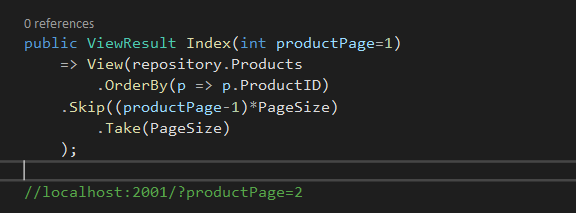 0 references
public ViewResult Index(int productPage=1)
=> View(repository.Products
.OrderBy(p => p.ProductID)
.Skip((productPage-1)*PageSize)
.Take(PageSize)
);
//localhost:2001/?productPage=2